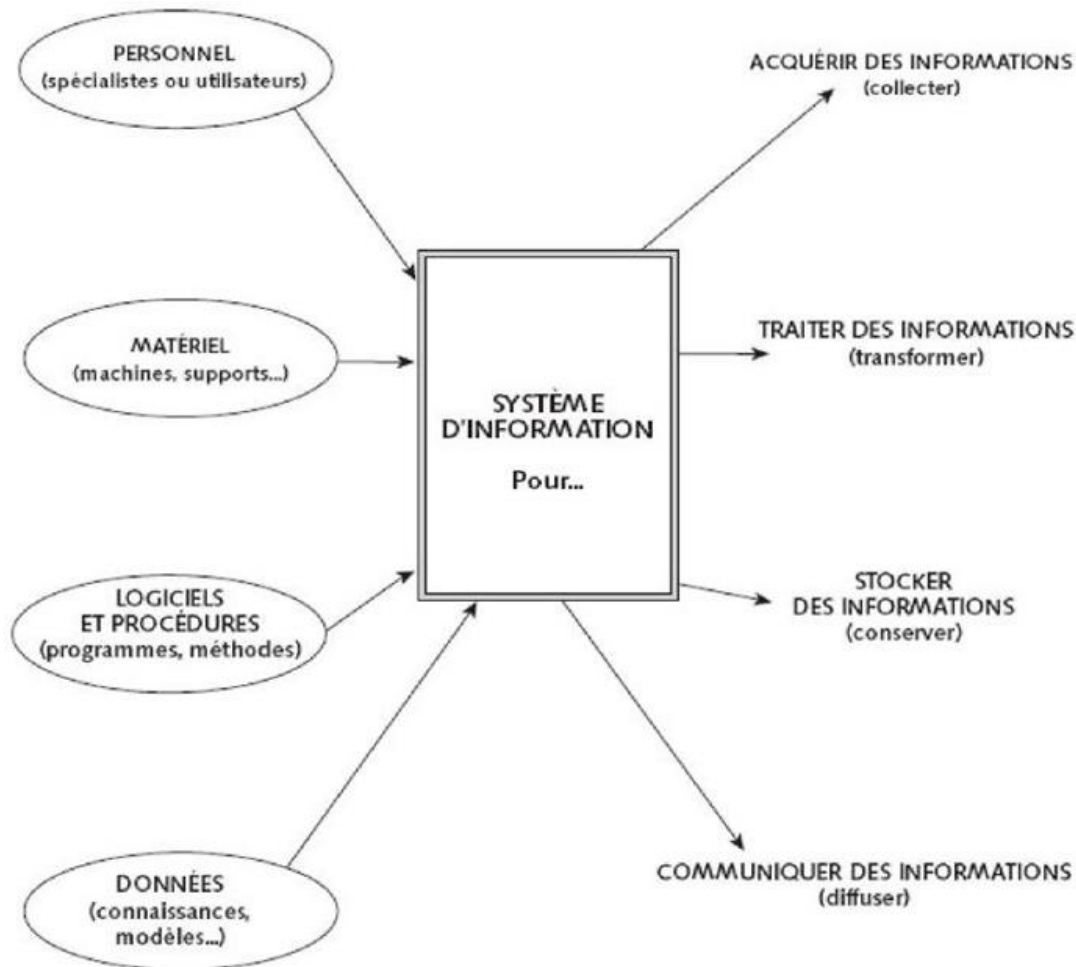 PERSONNEL
(spécialistes ou utilisateurs)
ACQUÉRIR DES INFORMATIONS
(collecter)
MATÉRIEL
(machines, supports...)
TRAITER DES INFORMATIONS
(transformer)
SYSTÈME
D'INFORMATION
Pour...
LOGICIELS
ET PROCÉDURES
(programmes, méthodes)
STOCKER
DES INFORMATIONS
(conserver)
DONNÉES
(connaissances,
modèles...)
COMMUNIQUER DES INFORMATIONS
(diffuser)